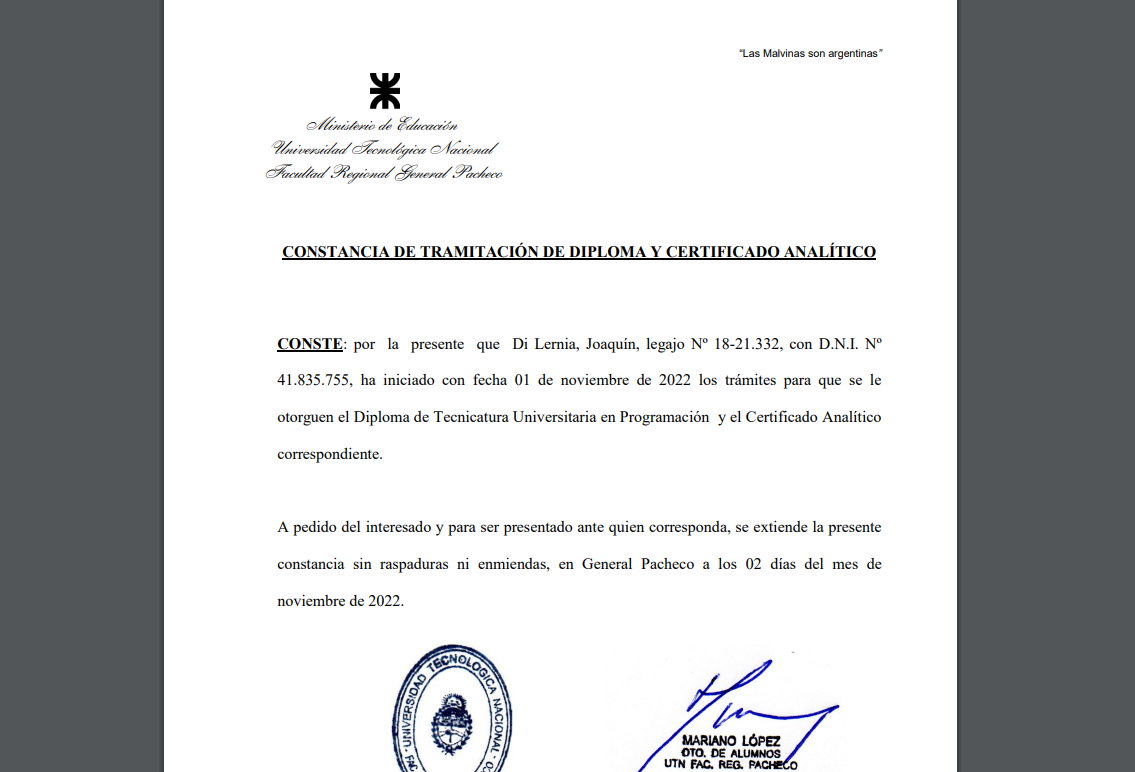 “Las Malvinas son argentinas”
Ministerio de Educación
Universidad Tecnológica Nacional
Facultad Regional General Pacheco
CONSTANCIA DE TRAMITACIÓN DE DIPLOMA Y CERTIFICADO ANALÍTICO
CONSTE: por la presente que Di Lernia, Joaquín, legajo Nº 18-21.332, con D.N.I. Nº
41.835.755, ha iniciado con fecha 01 de noviembre de 2022 los trámites para que se le
otorguen el Diploma de Tecnicatura Universitaria en Programación y el Certificado Analítico
correspondiente.
A pedido del interesado y para ser presentado ante quien corresponda, se extiende la presente
constancia sin raspaduras ni enmiendas, en General Pacheco a los 02 días del mes de
noviembre de 2022.
UNIVERSIDAD TECNOLOGICA NACIONAL
FAC
MARIANO LÓPEZ
DTO. DE ALUMNOS
UTN FAC. REG. PACHECO